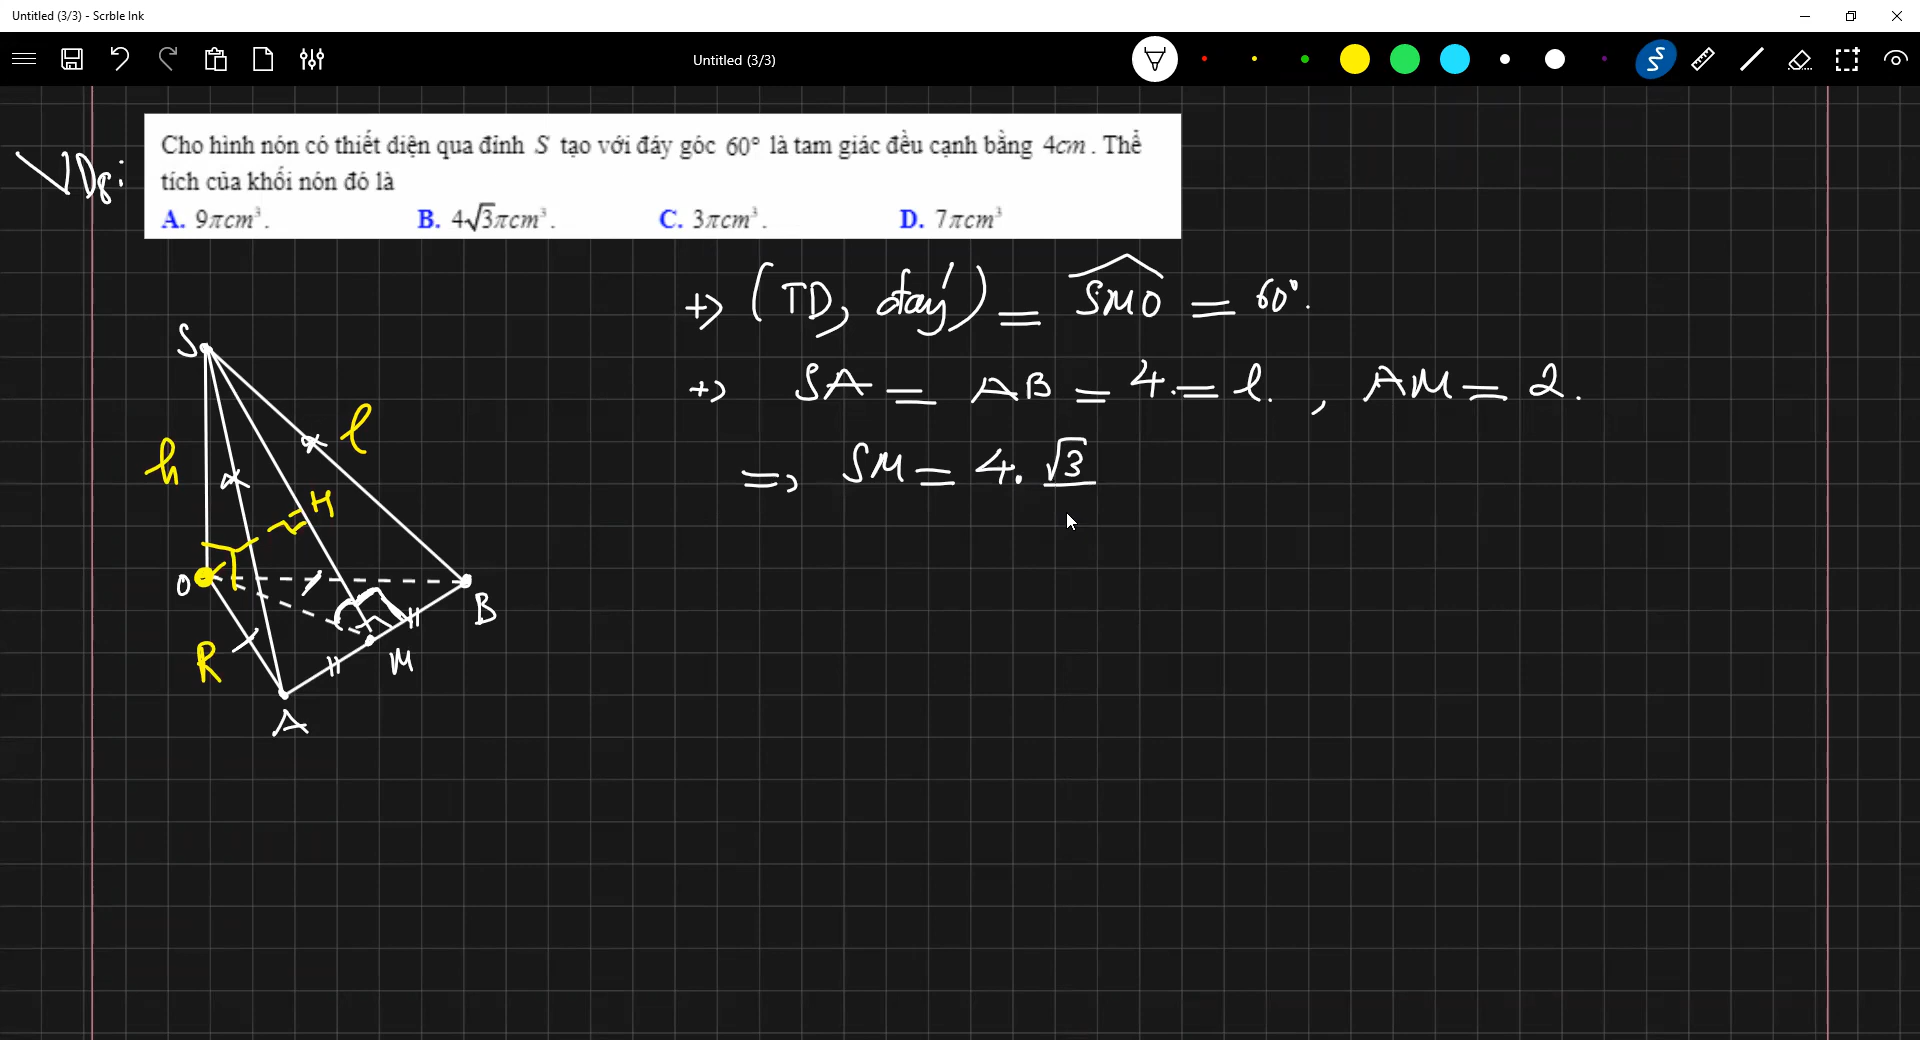 Untitled (3/3) - Scrble Ink
Untitled (3/3)
VD8:
Cho hình nón có thiết diện qua đỉnh S tạo với đáy góc 60° là tam giác đều cạnh bằng 4cm. Thể
tích của khối nón đó là
A. 9πcm³. B. 4√3πcm³. C. 3πcm³. D. 7πcm³
+) (TD, đáy) = \widehat{SMO} = 60°.
+) SA = AB = 4. = l. , AM = 2.
=> SM = 4. √3
S
h
l
H
O
B
R
M
A